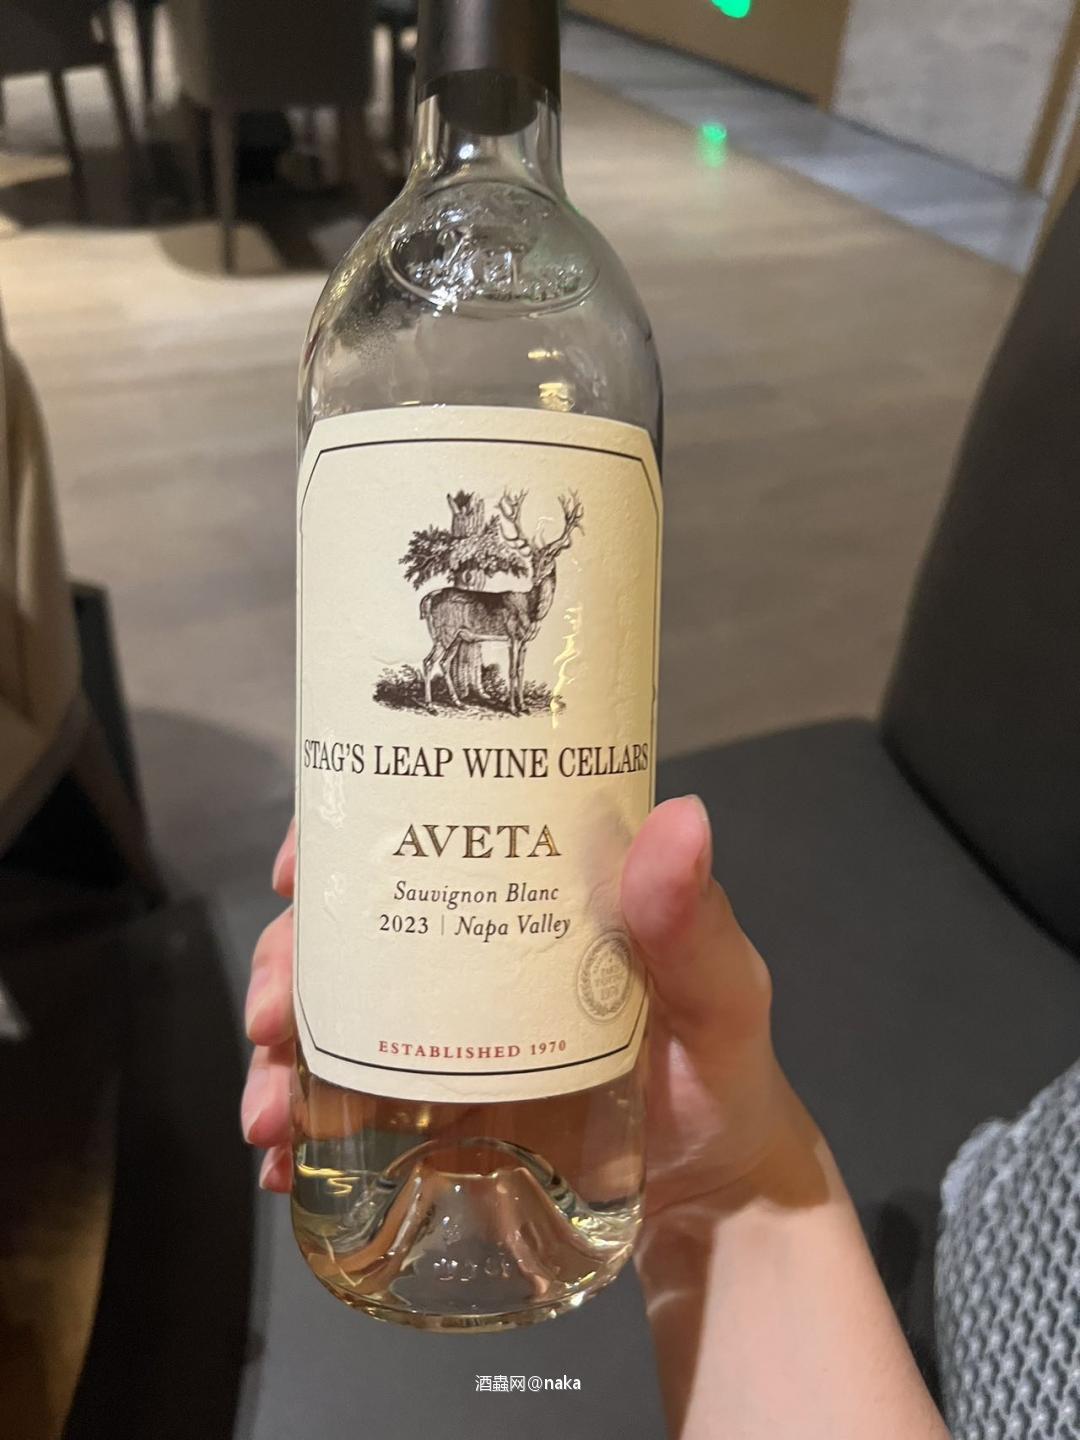 STAG'S LEAP WINE CELLARS
AVETA
Sauvignon Blanc
2023 | Napa Valley
ESTABLISHED 1970
酒蟲网@naka